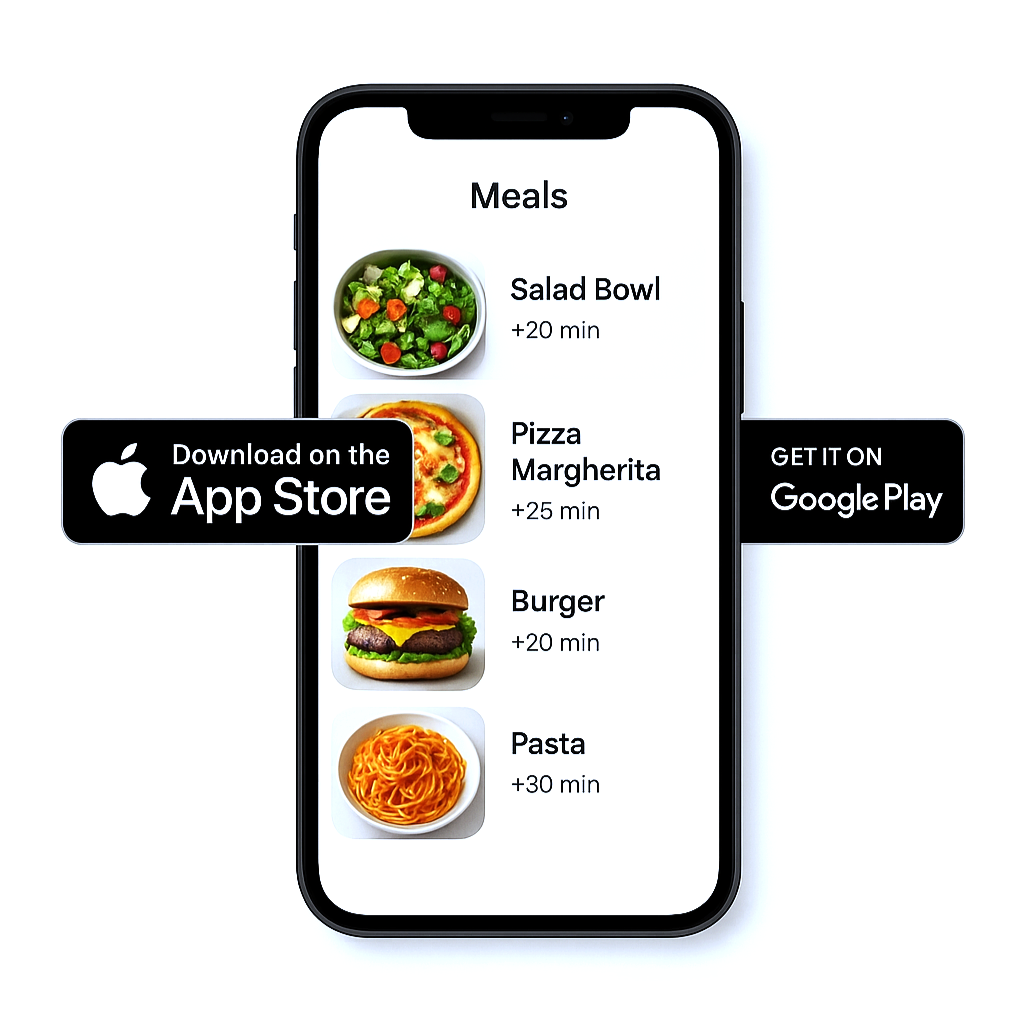 Meals
Salad Bowl
+20 min
Pizza
Margherita
+25 min
Burger
+20 min
Pasta
+30 min
Download on the
App Store
GET IT ON
Google Play